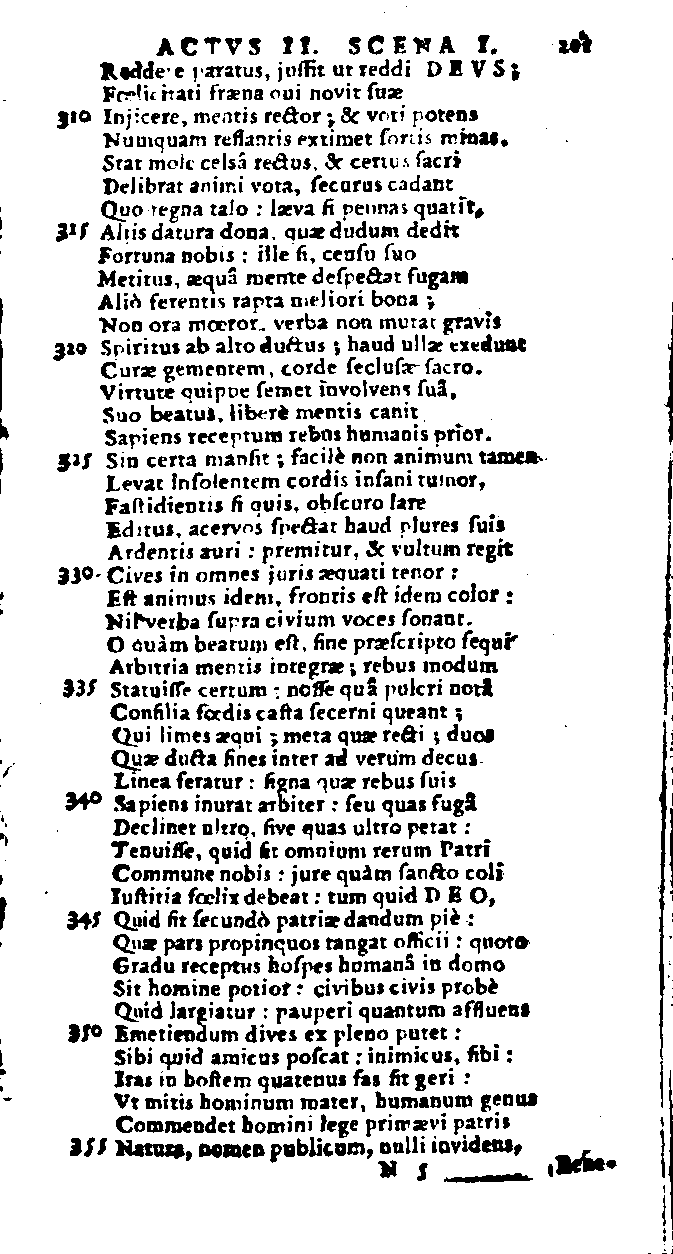 ACTVS II. SCENA I. 201
Reddere paratus, juſſit ut reddi DEVS;
Fœlicitati fræna qui novit ſuæ
310 Injicere, mentis rector; & voti potens
Numquam reflantis extimet ſortis minas.
Stat mole celsâ rectus, & certus ſacri
Delibrat animi vota, ſecurus cadant
Quo regna talo: læva ſi pennas quatit,
315 Altis datura dona, quæ dudum dedit
Fortuna nobis: ille ſi, cenſu ſuo
Metitus, æquâ mente deſpectat fugam
Aliò ferentis rapta meliori bona;
Non ora mœror, verba non mutat gravis
320 Spiritus ab alto ductus; haud ullæ exedunt
Curæ gementem, corde ſecluſæ ſacro.
Virtute quippe ſemet involvens ſuâ,
Suo beatus, liberè mentis canit
Sapiens receptum rebus humanis prior.
325 Sin certa manſit; facilè non animum tamen
Levat inſolentem cordis inſani tumor,
Faſtidientis ſi quis, obſcuro lare
Editus, acervos ſpectat haud plures ſuis
Ardentis auri: premitur, & vultum regit
330 Cives in omnes juris æquati tenor:
Eſt animus idem, frontis eſt idem color:
Nil verba ſupra civium voces ſonant.
O quàm beatum eſt, ſine præſcripto ſequi
Arbitria mentis integræ; rebus modum
335 Statuiſſe certum: noſſe quâ pulcri notâ
Conſilia fœdis caſta ſecerni queant;
Qui limes æqui; meta quæ recti; duos
Quæ ducta fines inter ad verum decus
Linea feratur: ſigna quæ rebus ſuis
340 Sapiens inurat arbiter: ſeu quas fugâ
Declinet ultro, ſive quas ultro petat:
Tenuiſſe, quid ſit omnium rerum Patri
Commune nobis: jure quàm ſancto coli
Iuſtitia fœlix debeat: tum quid DEO,
345 Quid ſit ſecundò patriæ dandum piè:
Quæ pars propinquos tangat officii: quoto
Gradu receptus hoſpes humanâ in domo
Sit homine potior: civibus civis probè
Quid largiatur: pauperi quantum affluens
350 Emetiendum dives ex pleno putet:
Sibi quid amicus poſcat: inimicus, ſibi:
Iras in hoſtem quatenus fas ſit geri:
Vt mitis hominum mater, humanum genus
Commendet homini lege primævi patris
355 Natura, nomen publicum, nulli invidens,
N 5 Bene-